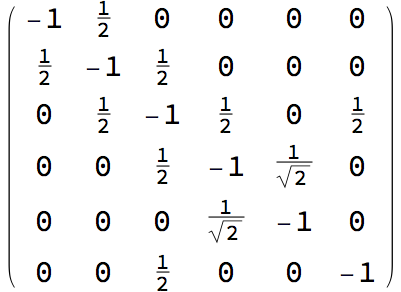 -1 1/2 0 0 0 0
1/2 -1 1/2 0 0 0
0 1/2 -1 1/2 0 1/2
0 0 1/2 -1 1/√2 0
0 0 0 1/√2 -1 0
0 0 1/2 0 0 -1